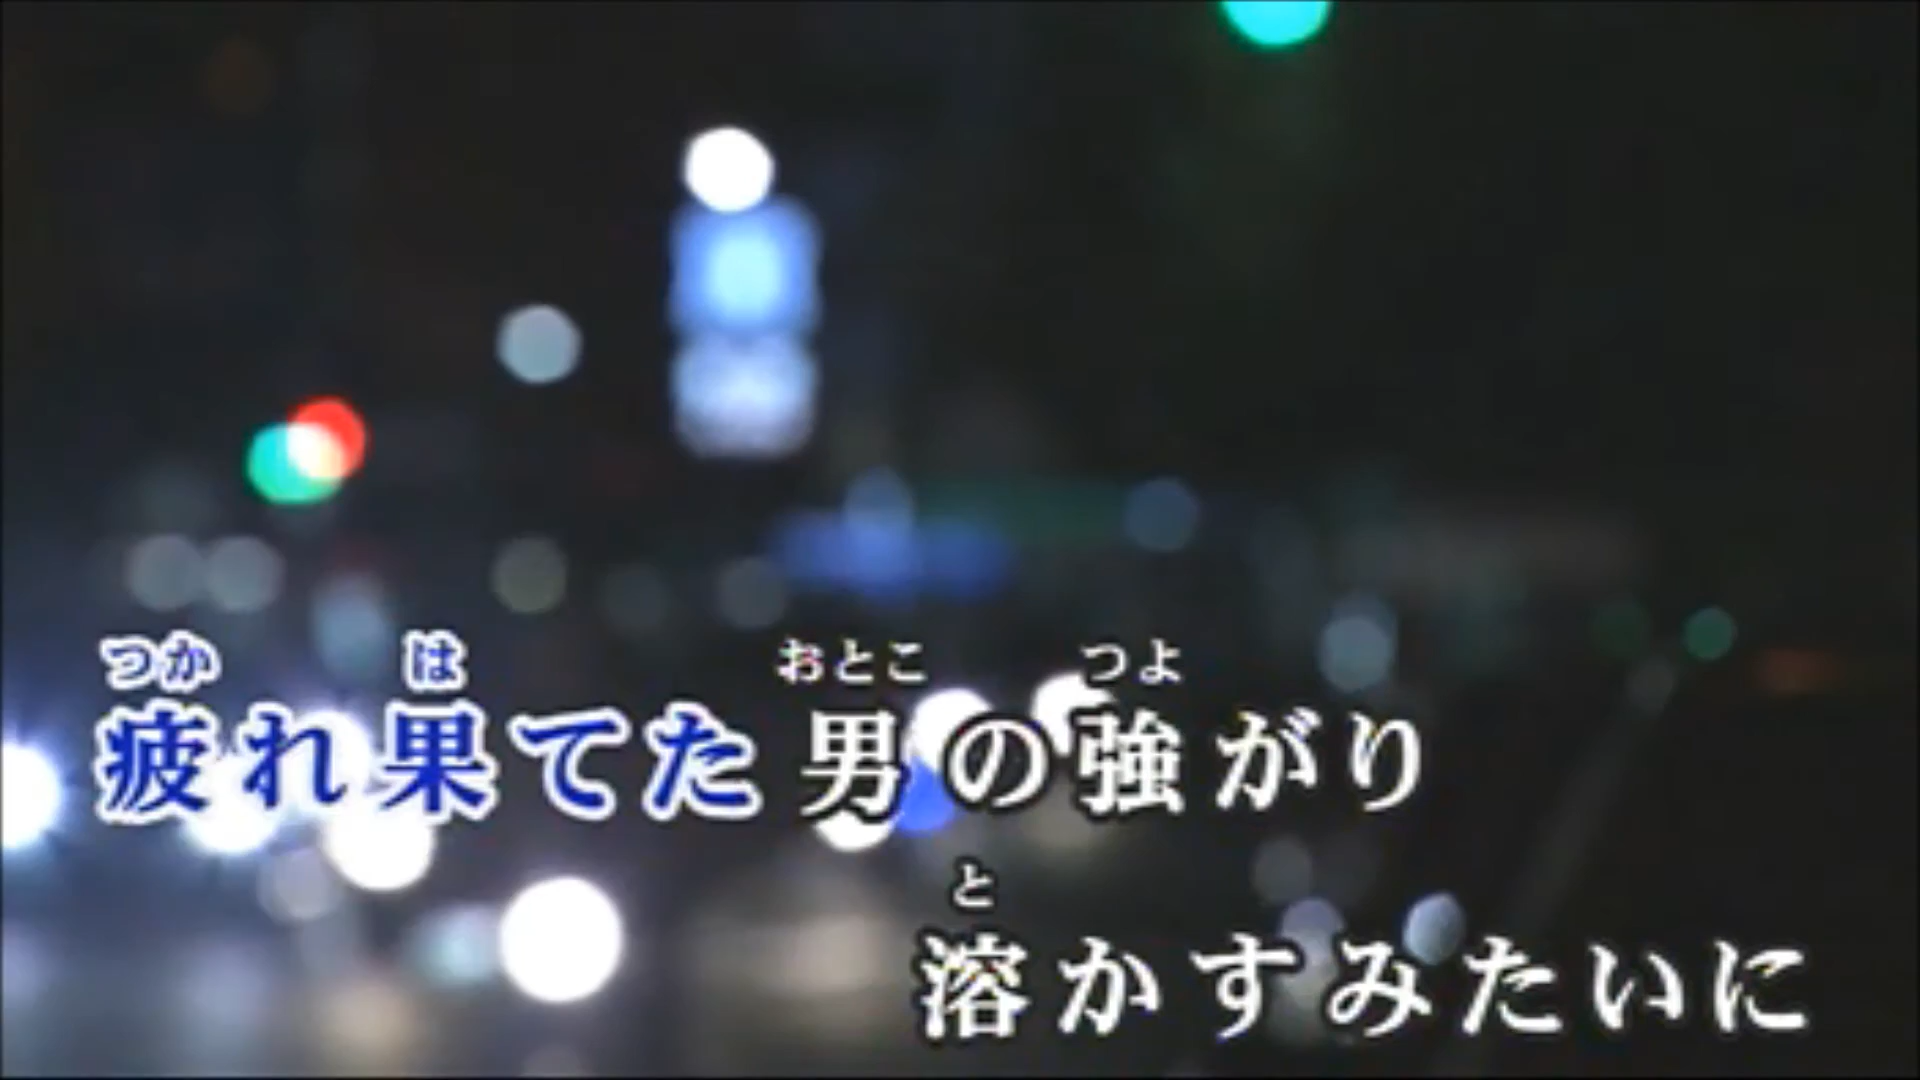 つか は おとこ つよ
疲れ果てた男の強がり
と
溶かすみたいに